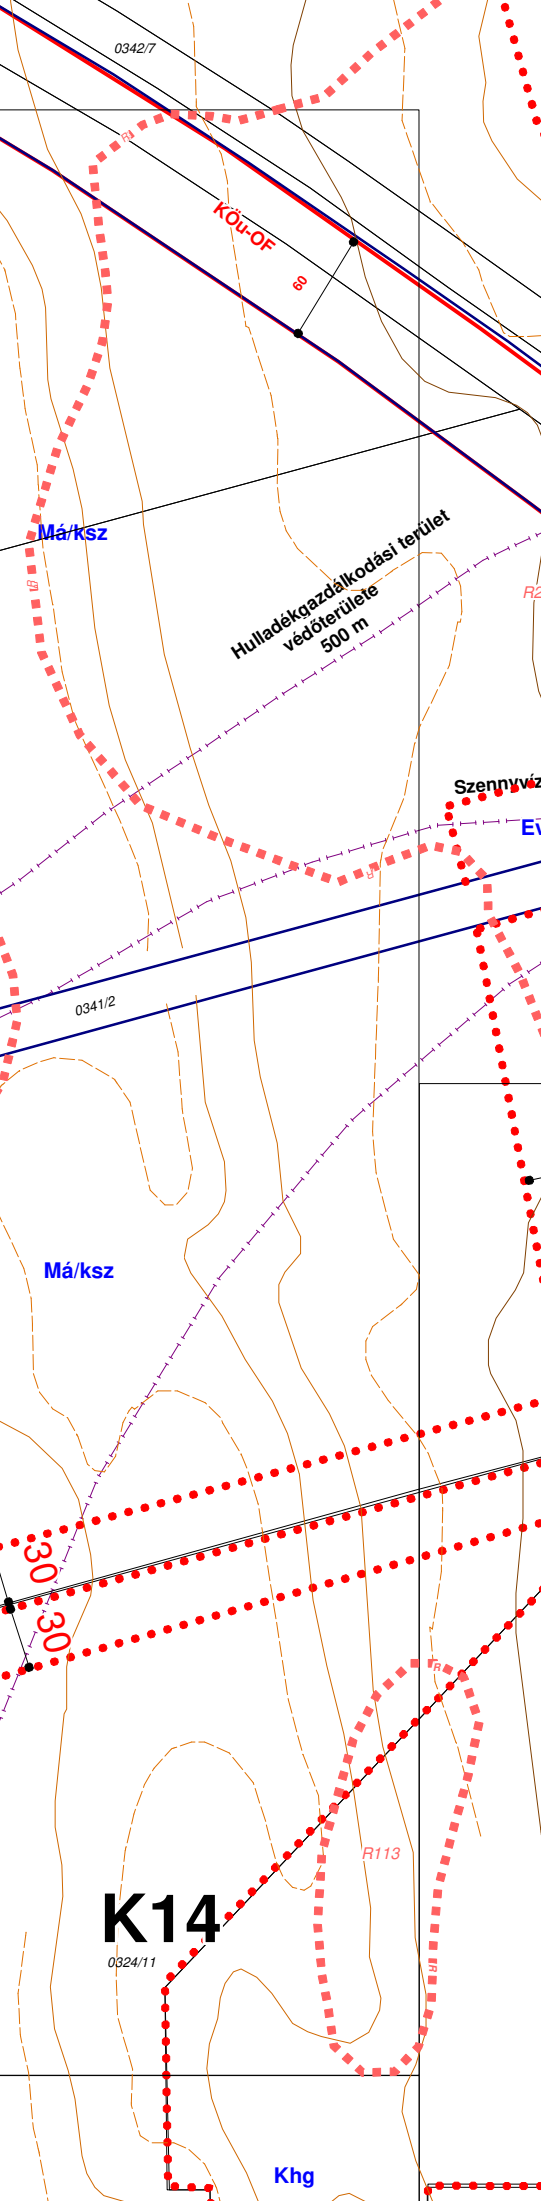 0342/7
R
KÖu-OF
60
Má/ksz
Hulladékgazdálkodási terület
védőterülete
500 m
R
R2
Szennyvíz
Ev
R
0341/2
Má/ksz
30
30
R
R113
K14
0324/11
R
Khg